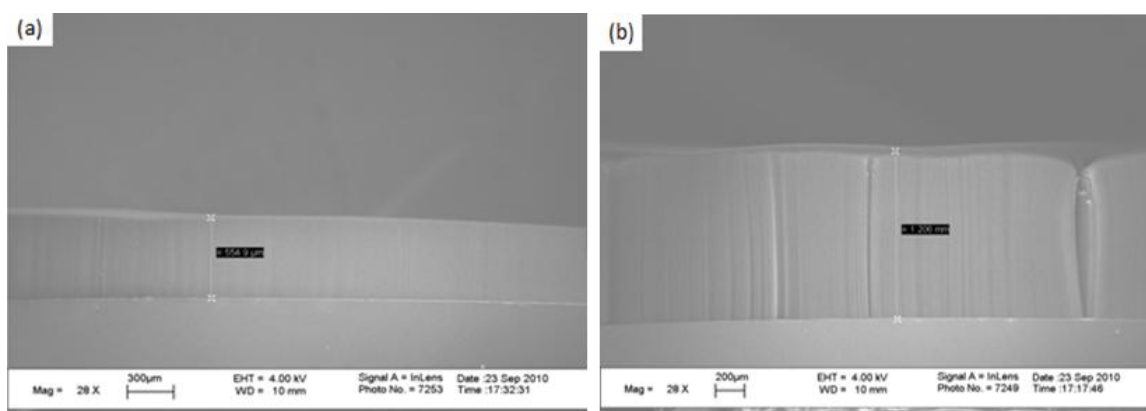 (a)
= 554.9 µm
300µm
Mag = 28 X
EHT = 4.00 kV
WD = 10 mm
Signal A = InLens
Photo No. = 7253
Date :23 Sep 2010
Time :17:32:31
(b)
= 1.206 mm
200µm
Mag = 28 X
EHT = 4.00 kV
WD = 10 mm
Signal A = InLens
Photo No. = 7249
Date :23 Sep 2010
Time :17:17:46